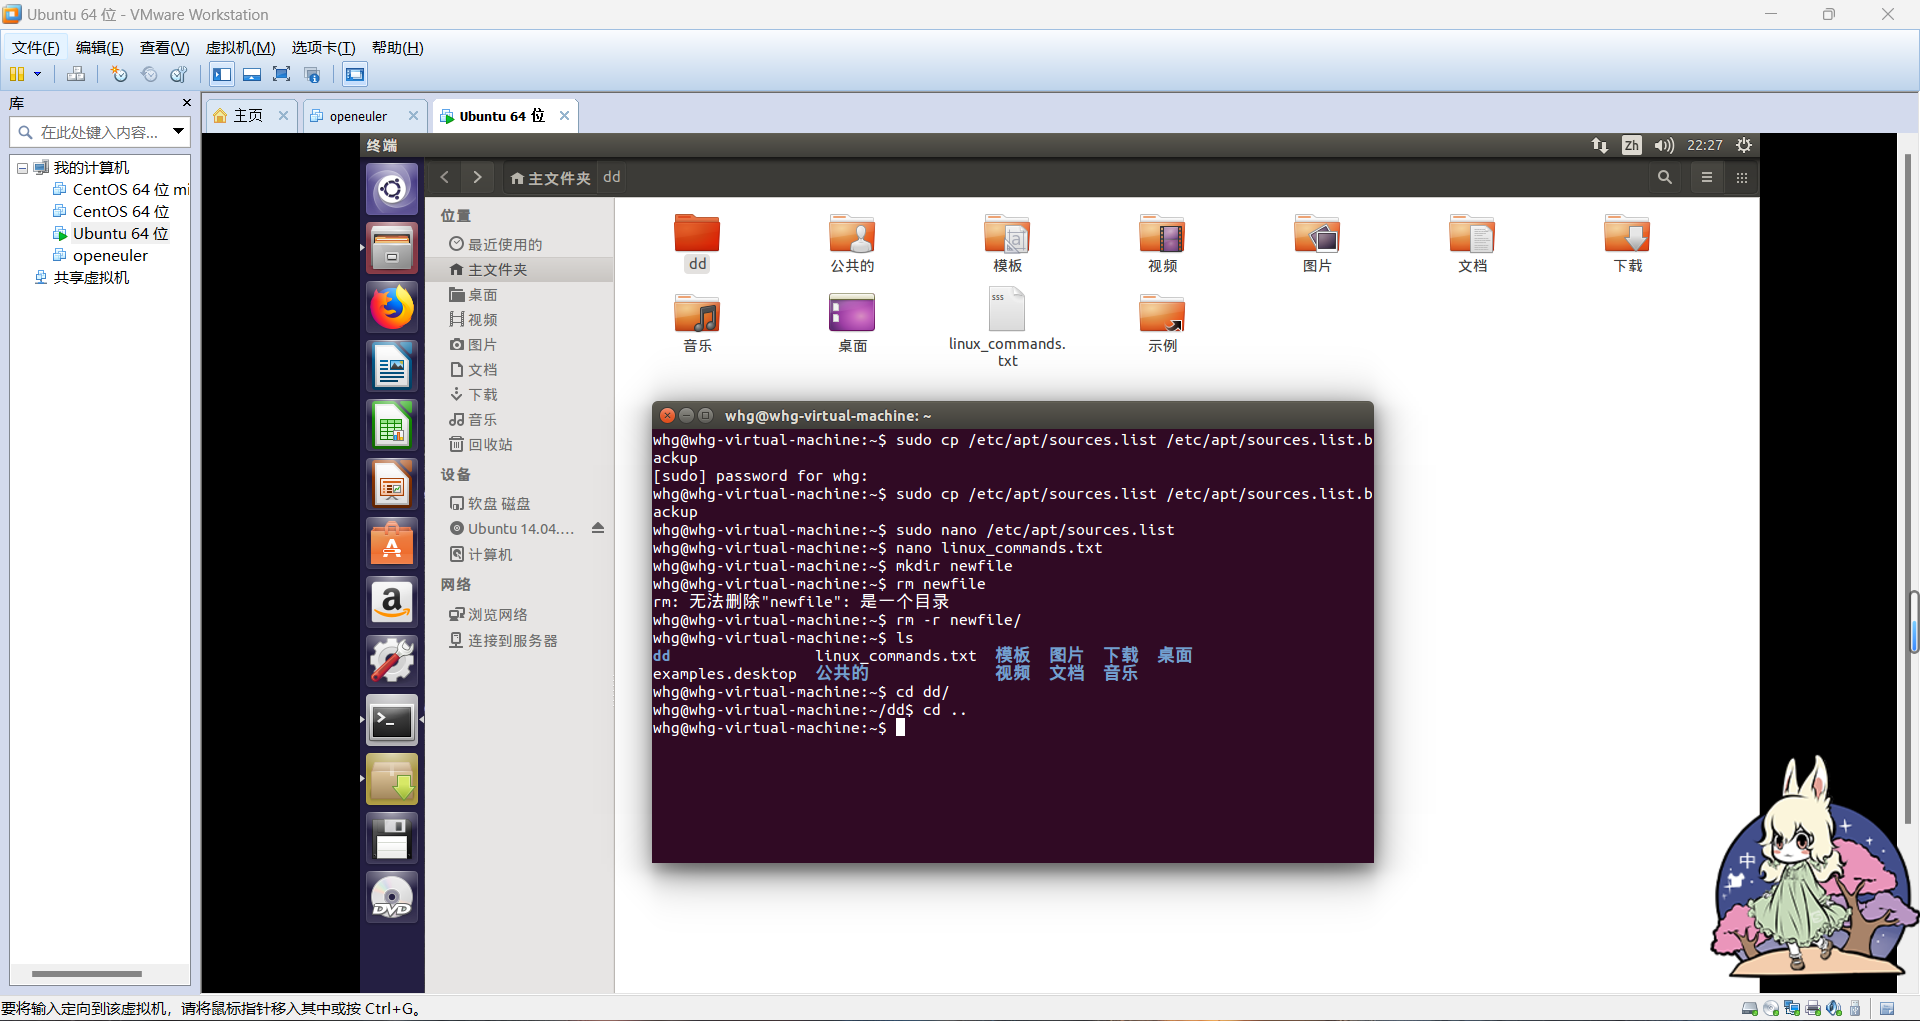 Ubuntu 64 位 - VMware Workstation
文件(F) 编辑(E) 查看(V) 虚拟机(M) 选项卡(T) 帮助(H)
库
在此处键入内容...
我的计算机
CentOS 64 位 mi
CentOS 64 位
Ubuntu 64 位
openeuler
共享虚拟机
主页 openeuler Ubuntu 64 位
终端
Zh 22:27
主文件夹 dd
位置
最近使用的
主文件夹
桌面
视频
图片
文档
下载
音乐
回收站
设备
软盘 磁盘
Ubuntu 14.04....
计算机
网络
浏览网络
连接到服务器
dd 公共的 模板 视频 图片 文档 下载
sss
音乐 桌面 linux_commands. 示例
txt
whg@whg-virtual-machine: ~
whg@whg-virtual-machine:~$ sudo cp /etc/apt/sources.list /etc/apt/sources.list.b
ackup
[sudo] password for whg:
whg@whg-virtual-machine:~$ sudo cp /etc/apt/sources.list /etc/apt/sources.list.b
ackup
whg@whg-virtual-machine:~$ sudo nano /etc/apt/sources.list
whg@whg-virtual-machine:~$ nano linux_commands.txt
whg@whg-virtual-machine:~$ mkdir newfile
whg@whg-virtual-machine:~$ rm newfile
rm: 无法删除"newfile": 是一个目录
whg@whg-virtual-machine:~$ rm -r newfile/
whg@whg-virtual-machine:~$ ls
dd linux_commands.txt 模板 图片 下载 桌面
examples.desktop 公共的 视频 文档 音乐
whg@whg-virtual-machine:~$ cd dd/
whg@whg-virtual-machine:~/dd$ cd ..
whg@whg-virtual-machine:~$
a
DVD
中
要将输入定向到该虚拟机，请将鼠标指针移入其中或按 Ctrl+G。